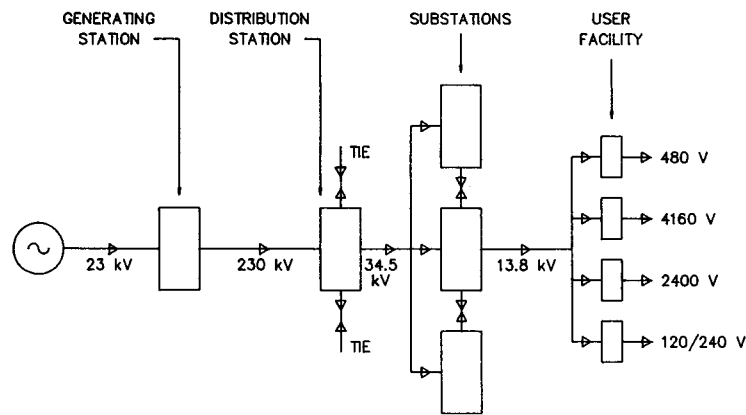 GENERATING
STATION
DISTRIBUTION
STATION
SUBSTATIONS
USER
FACILITY
TIE
TIE
23 kV
230 kV
34.5
kV
13.8 kV
480 V
4160 V
2400 V
120/240 V